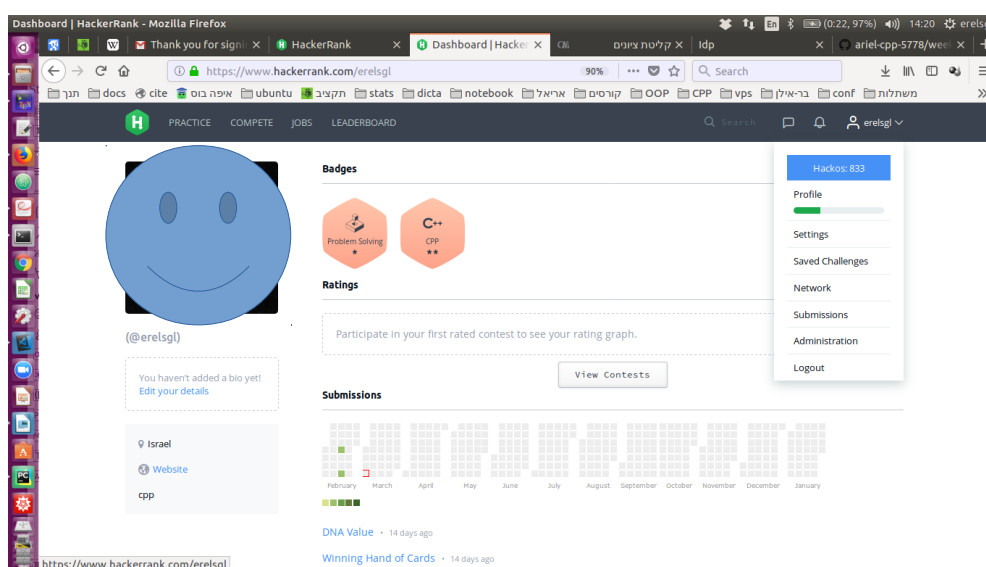 Dashboard | HackerRank - Mozilla Firefox
En
(0:22, 97%)
14:20
erelsg
W
M Thank you for signi
HackerRank
Dashboard | Hacker
קליטת ציונים
Idp
ariel-cpp-5778/wee
https://www.hackerrank.com/erelsgl
90%
Search
תנך
docs
cite
איפה בוס
ubuntu
תקציב
stats
dicta
notebook
אריאל
קורסים
OOP
CPP
vps
בר-אילן
conf
משתלות
H
PRACTICE
COMPETE
JOBS
LEADERBOARD
Search
erelsgl
Hackos: 833
Profile
Settings
Saved Challenges
Network
Submissions
Administration
Logout
(@erelsgl)
You haven't added a bio yet!
Edit your details
Israel
Website
cpp
Badges
Problem Solving
★
C++
CPP
★★
Ratings
Participate in your first rated contest to see your rating graph.
View Contests
Submissions
February March April May June July August September October November December January
DNA Value • 14 days ago
Winning Hand of Cards • 14 days ago
https://www.hackerrank.com/erelsgl